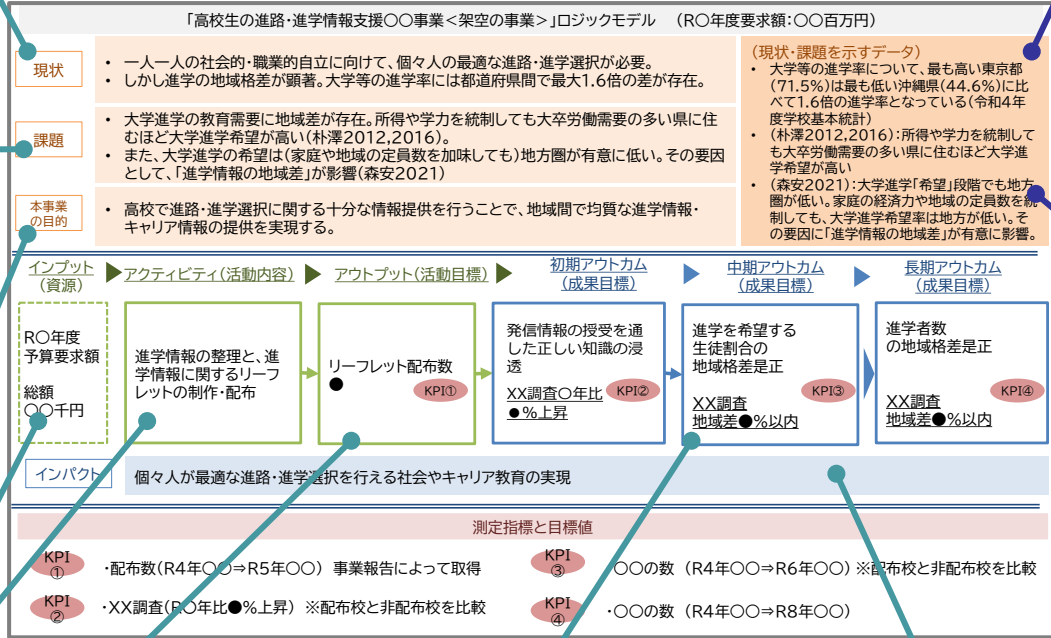 「高校生の進路・進学情報支援〇〇事業＜架空の事業＞」ロジックモデル　（R〇年度要求額：〇〇百万円）
現状
• 一人一人の社会的・職業的自立に向けて、個々人の最適な進路・進学選択が必要。
• しかし進学の地域格差が顕著。大学等の進学率には都道府県間で最大1.6倍の差が存在。
課題
• 大学進学の教育需要に地域差が存在。所得や学力を統制しても大卒労働需要の多い県に住
むほど大学進学希望が高い（朴澤2012,2016）。
• また、大学進学の希望は（家庭や地域の定員数を加味しても）地方圏が有意に低い。その要因
として、「進学情報の地域差」が影響（森安2021）
本事業
の目的
• 高校で進路・進学選択に関する十分な情報提供を行うことで、地域間で均質な進学情報・
キャリア情報の提供を実現する。
（現状・課題を示すデータ）
• 大学等の進学率について、最も高い東京都
（71.5％）は最も低い沖縄県（44.6％）に比
べて1.6倍の進学率となっている（令和4年
度学校基本統計）
• （朴澤2012,2016）：所得や学力を統制して
も大卒労働需要の多い県に住むほど大学進
学希望が高い
• （森安2021）：大学進学「希望」段階でも地方
圏が低い。家庭の経済力や地域の定員数を統
制しても、大学進学希望率は地方が低い。そ
の要因に「進学情報の地域差」が有意に影響。
インプット
（資源）
アクティビティ（活動内容）
アウトプット（活動目標）
初期アウトカム
（成果目標）
中期アウトカム
（成果目標）
長期アウトカム
（成果目標）
R〇年度
予算要求額
総額
〇〇千円
進学情報の整理と、進
学情報に関するリーフ
レットの制作・配布
リーフレット配布数
●
KPI①
発信情報の授受を通
した正しい知識の浸
透
XX調査〇年比
●％上昇
KPI②
進学を希望する
生徒割合の
地域格差是正
KPI③
XX調査
地域差●％以内
進学者数
の地域格差是正
KPI④
XX調査
地域差●％以内
インパクト
個々人が最適な進路・進学選択を行える社会やキャリア教育の実現
測定指標と目標値
KPI
①
・配布数（R4年〇〇⇒R5年〇〇）事業報告によって取得
KPI
②
・XX調査（R〇年比●％上昇）　※配布校と非配布校を比較
KPI
③
・〇〇の数（R4年〇〇⇒R6年〇〇）※配布校と非配布校を比較
KPI
④
・〇〇の数（R4年〇〇⇒R8年〇〇）